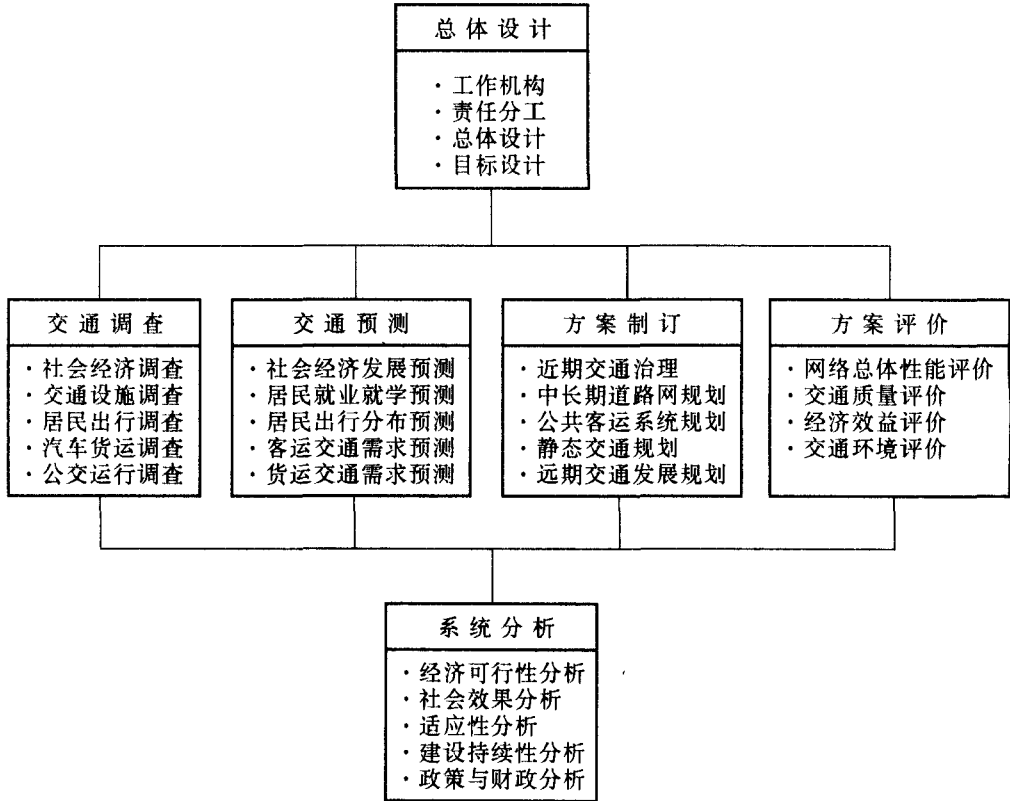 总体设计
· 工作机构
· 责任分工
· 总体设计
· 目标设计
交通调查
· 社会经济调查
· 交通设施调查
· 居民出行调查
· 汽车货运调查
· 公交运行调查
交通预测
· 社会经济发展预测
· 居民就业就学预测
· 居民出行分布预测
· 客运交通需求预测
· 货运交通需求预测
方案制订
· 近期交通治理
· 中长期道路网规划
· 公共客运系统规划
· 静态交通规划
· 远期交通发展规划
方案评价
· 网络总体性能评价
· 交通质量评价
· 经济效益评价
· 交通环境评价
系统分析
· 经济可行性分析
· 社会效果分析
· 适应性分析
· 建设持续性分析
· 政策与财政分析